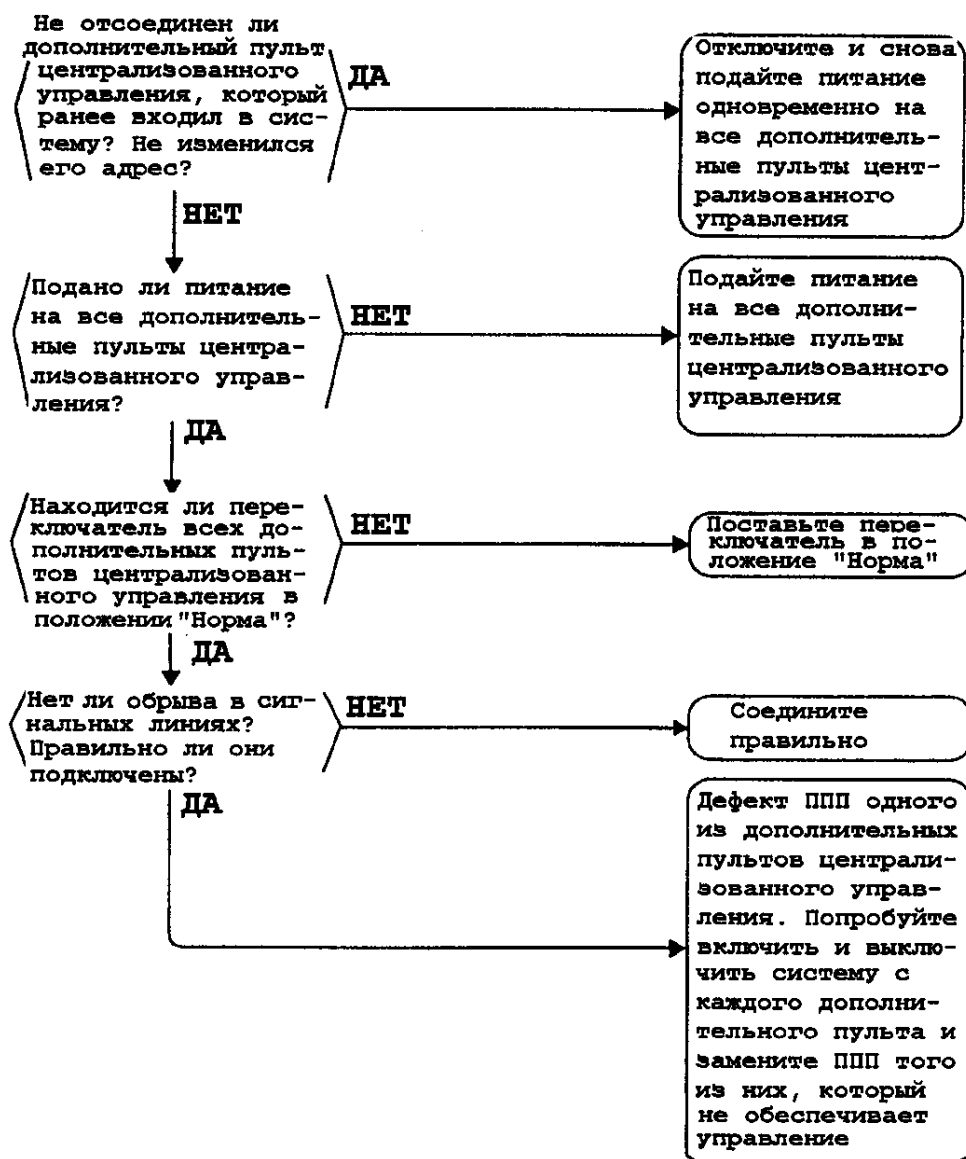 Не отсоединен ли
дополнительный пульт
централизованного
управления, который
ранее входил в сис-
тему? Не изменился
его адрес?
ДА
Отключите и снова
подайте питание
одновременно на
все дополнитель-
ные пульты цент-
рализованного
управления
НЕТ
Подано ли питание
на все дополнитель-
ные пульты центра-
лизованного управ-
ления?
НЕТ
Подайте питание
на все дополни-
тельные пульты
централизованного
управления
ДА
Находится ли пере-
ключатель всех до-
полнительных пуль-
тов централизован-
ного управления в
положении "Норма"?
НЕТ
Поставьте пере-
ключатель в по-
ложение "Норма"
ДА
Нет ли обрыва в сиг-
нальных линиях?
Правильно ли они
подключены?
НЕТ
Соедините
правильно
ДА
Дефект ППП одного
из дополнительных
пультов централи-
зованного управ-
ления. Попробуйте
включить и выклю-
чить систему с
каждого дополни-
тельного пульта и
замените ППП того
из них, который
не обеспечивает
управление